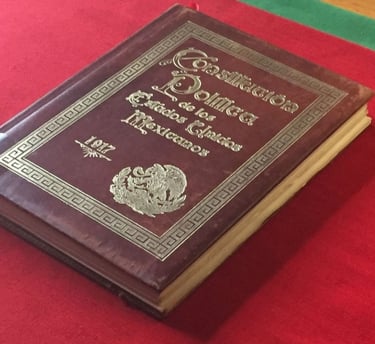 Constitución
Política
de los
Estados Unidos
Mexicanos
1917